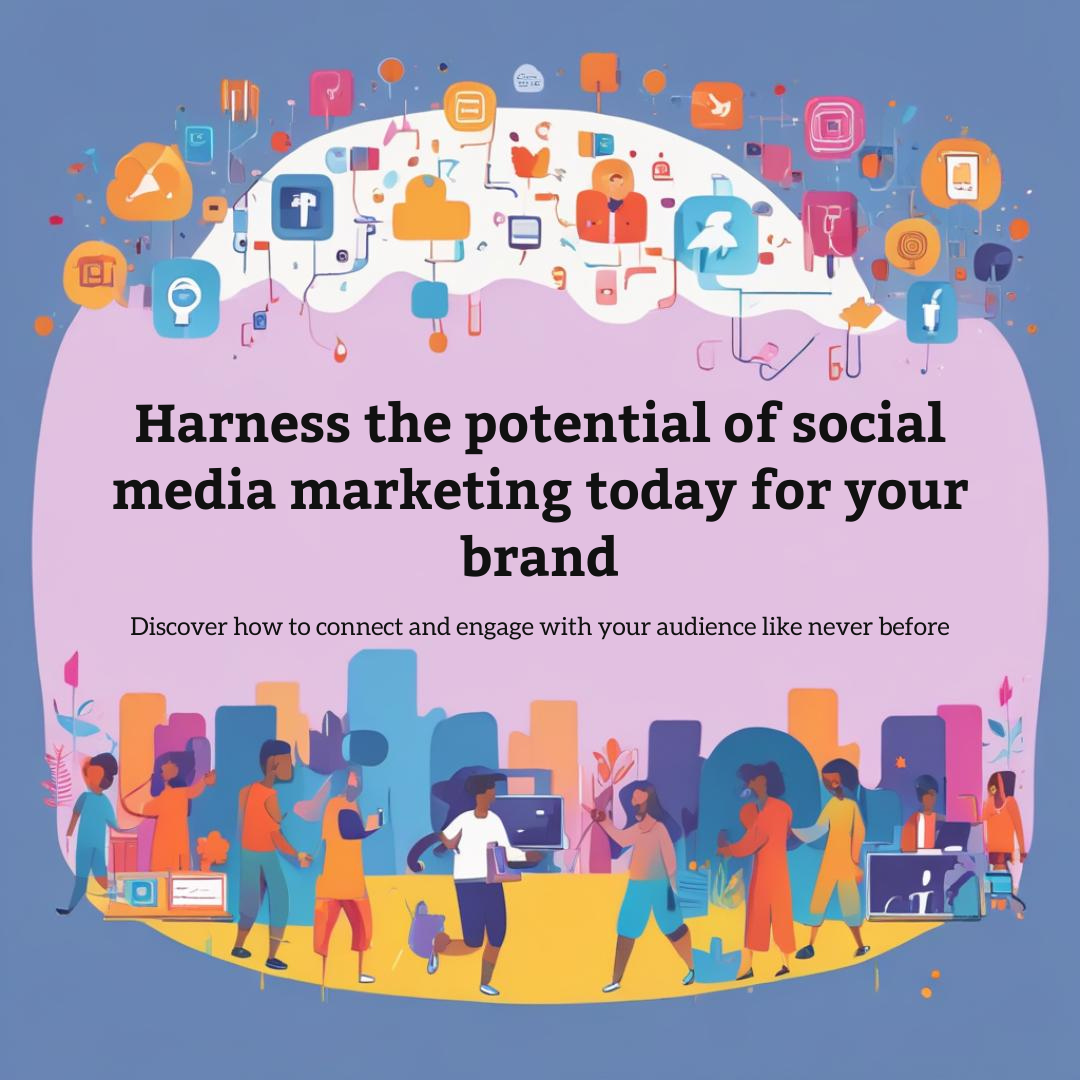 Harness the potential of social
media marketing today for your
brand
Discover how to connect and engage with your audience like never before